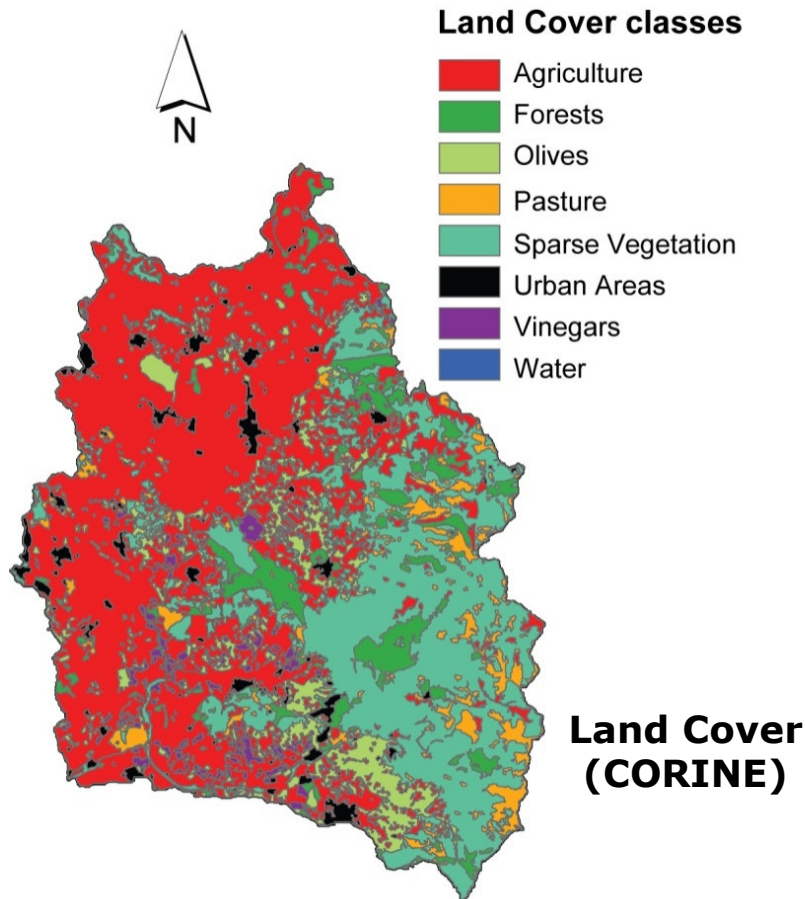 Land Cover classes
Agriculture
Forests
Olives
Pasture
Sparse Vegetation
Urban Areas
Vinegars
Water
N
Land Cover
(CORINE)